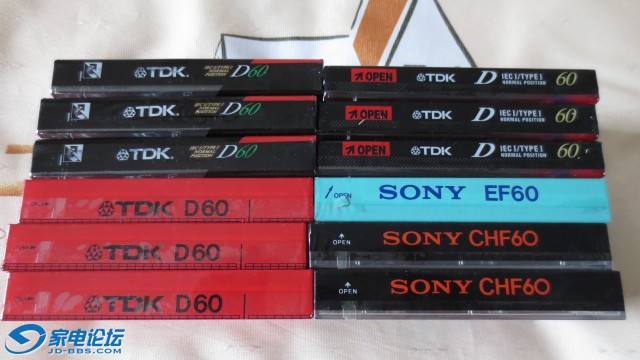 TDK. IEC I/TYPE I NORMAL POSITION D60
TDK. IEC I/TYPE I NORMAL POSITION D60
TDK. IEC I/TYPE I NORMAL POSITION D60
TDK D60
TDK D60
TDK D60
OPEN TDK D IEC I/TYPE I NORMAL POSITION 60
OPEN TDK D IEC I/TYPE I NORMAL POSITION 60
OPEN TDK D IEC I/TYPE I NORMAL POSITION 60
OPEN SONY EF60
OPEN SONY CHF60
OPEN SONY CHF60
家电论坛
JD-BBS.COM